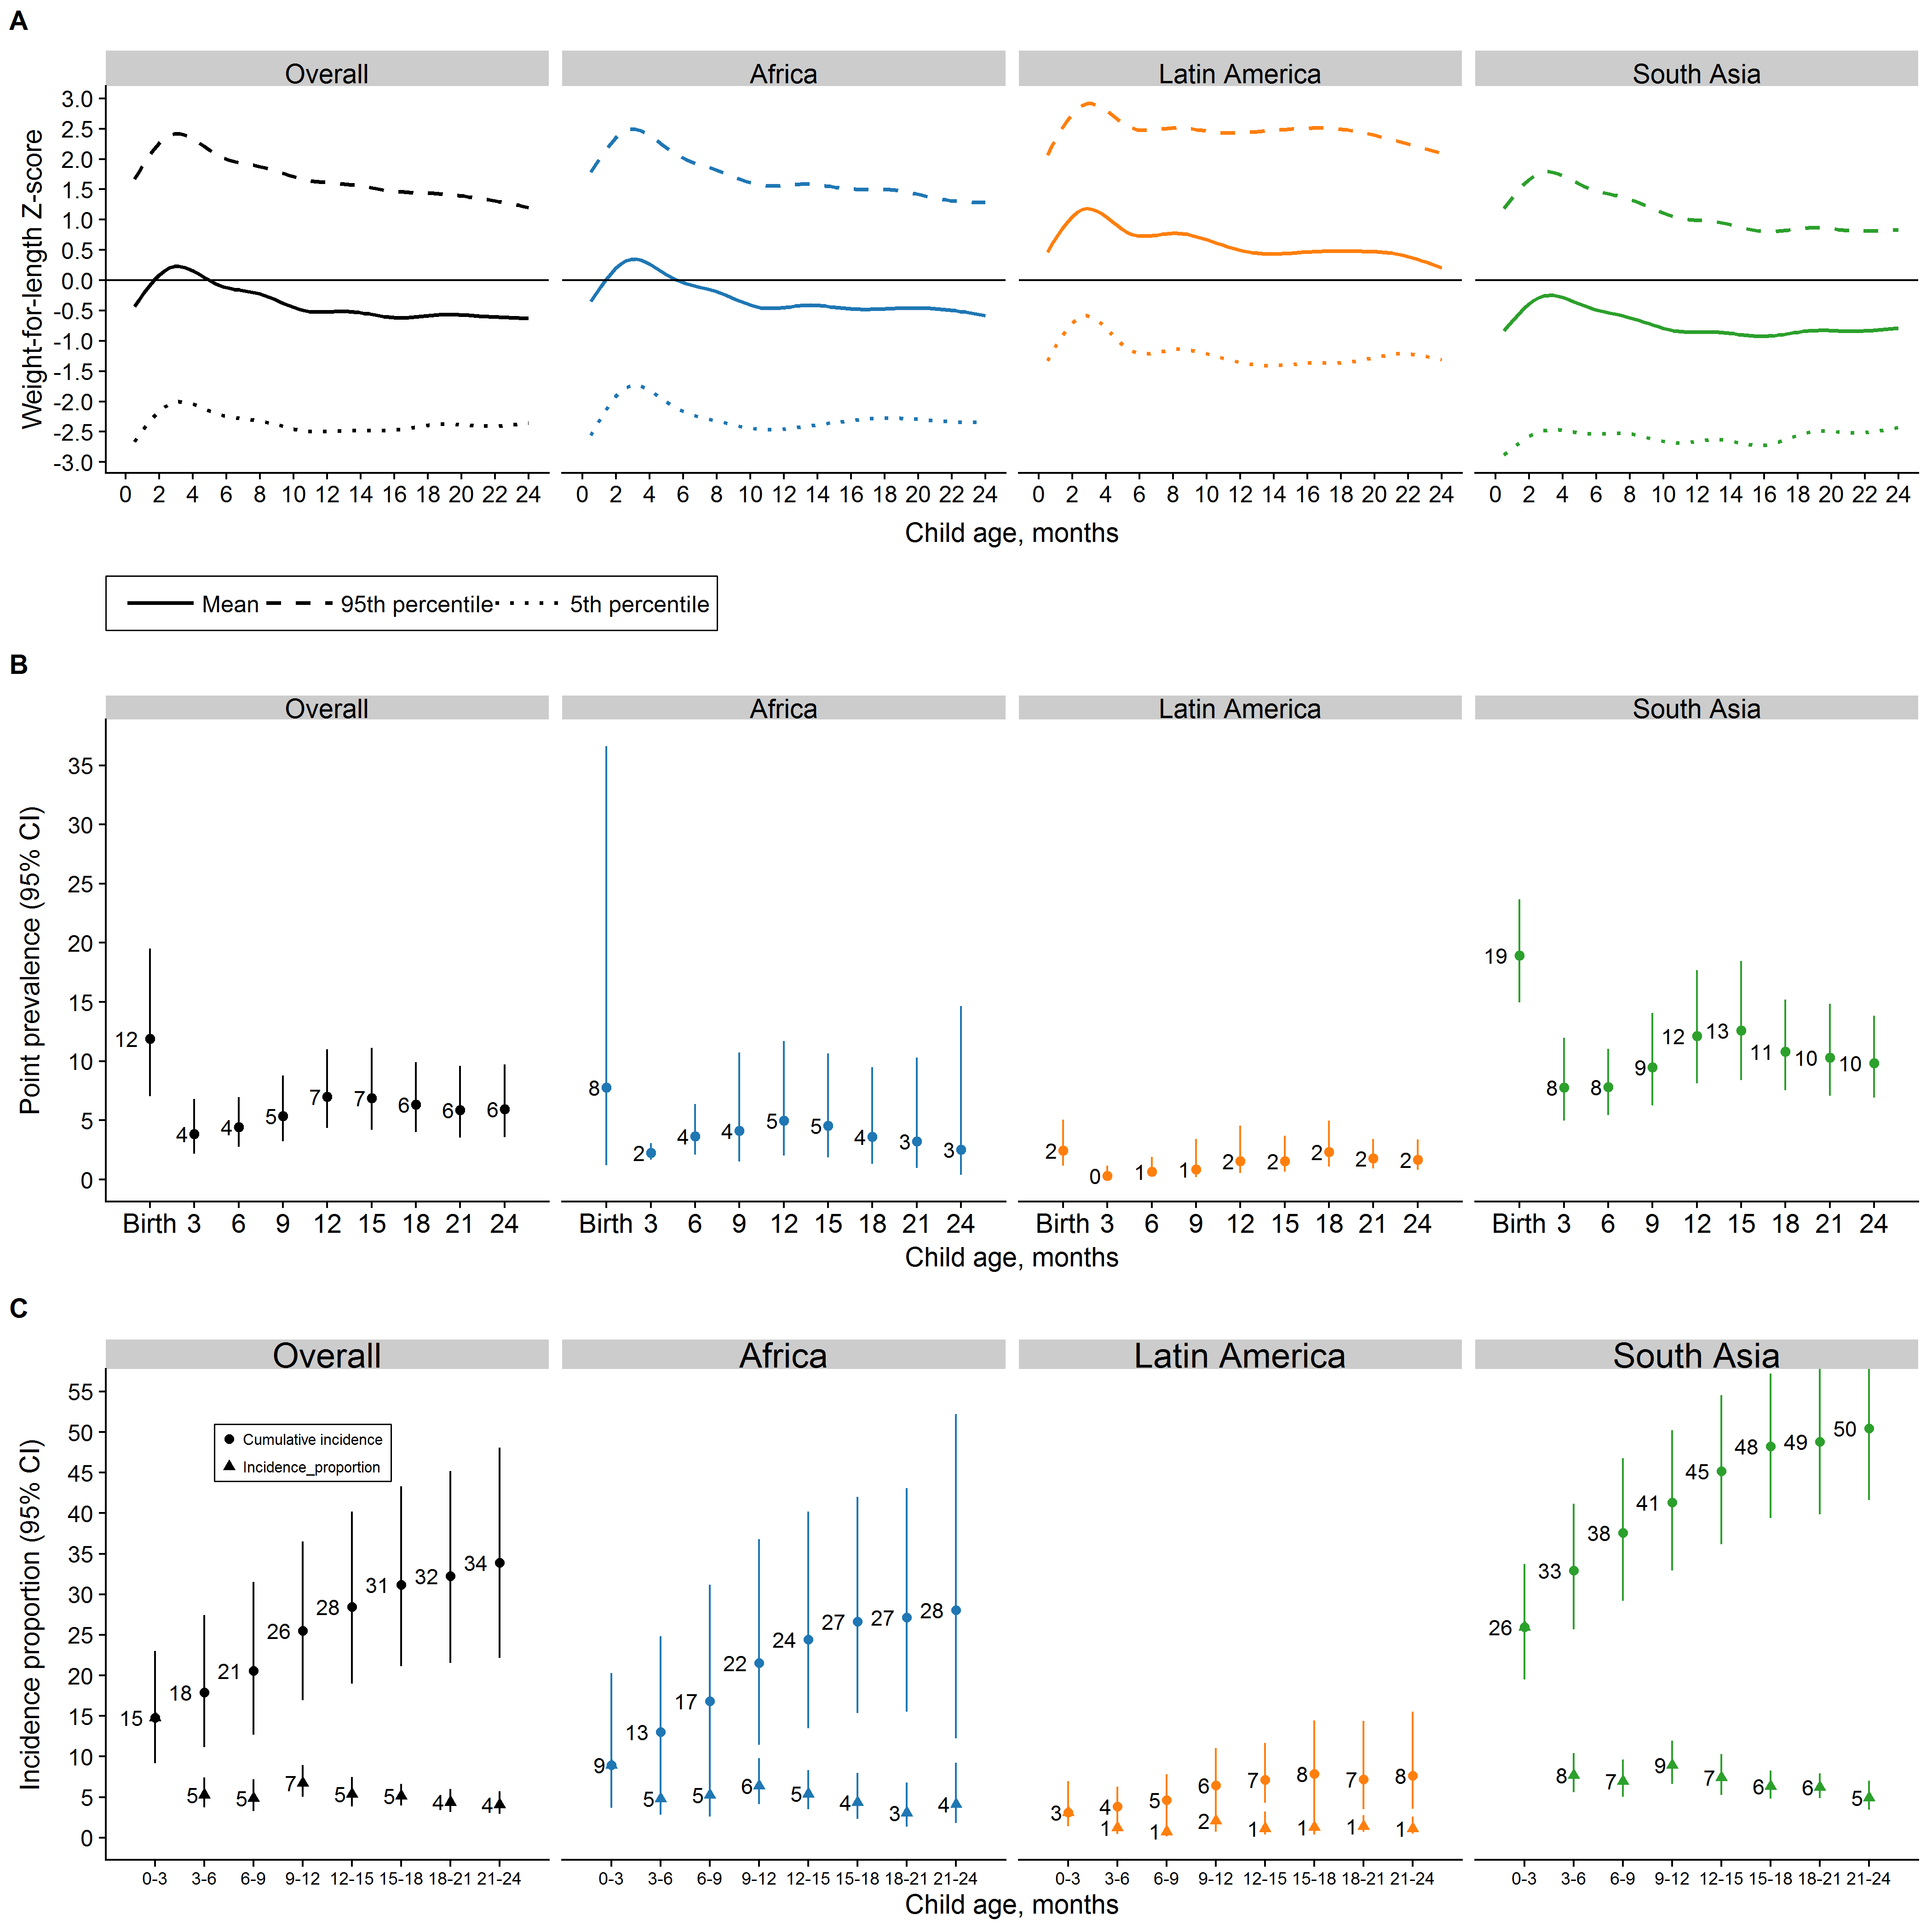 A
Overall Africa Latin America South Asia
Weight-for-length Z-score
3.0
2.5
2.0
1.5
1.0
0.5
0.0
-0.5
-1.0
-1.5
-2.0
-2.5
-3.0
0 2 4 6 8 10 12 14 16 18 20 22 24 0 2 4 6 8 10 12 14 16 18 20 22 24 0 2 4 6 8 10 12 14 16 18 20 22 24 0 2 4 6 8 10 12 14 16 18 20 22 24
Child age, months
Mean 95th percentile 5th percentile
B
Overall Africa Latin America South Asia
Point prevalence (95% CI)
35
30
25
20
15
10
5
0
12 4 4 5 7 7 6 6 6
8 2 4 4 5 5 4 3 3
2 0 1 1 2 2 2 2 2
19 8 8 9 12 13 11 10 10
Birth 3 6 9 12 15 18 21 24 Birth 3 6 9 12 15 18 21 24 Birth 3 6 9 12 15 18 21 24 Birth 3 6 9 12 15 18 21 24
Child age, months
C
Overall Africa Latin America South Asia
Incidence proportion (95% CI)
55
50
45
40
35
30
25
20
15
10
5
0
Cumulative incidence
Incidence_proportion
15 18 21 26 28 31 32 34
5 5 7 5 5 4 4
9 13 17 22 24 27 27 28
5 5 6 5 4 3 4
3 4 5 6 7 8 7 8
1 1 2 1 1 1 1
26 33 38 41 45 48 49 50
8 7 9 7 6 6 5
0-3 3-6 6-9 9-12 12-15 15-18 18-21 21-24 0-3 3-6 6-9 9-12 12-15 15-18 18-21 21-24 0-3 3-6 6-9 9-12 12-15 15-18 18-21 21-24 0-3 3-6 6-9 9-12 12-15 15-18 18-21 21-24
Child age, months